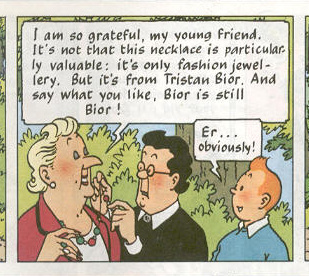 I am so grateful, my young friend.
It's not that this necklace is particular-
ly valuable: it's only fashion jewel-
lery. But it's from Tristan Bior. And
say what you like, Bior is still
Bior!
Er...
obviously!